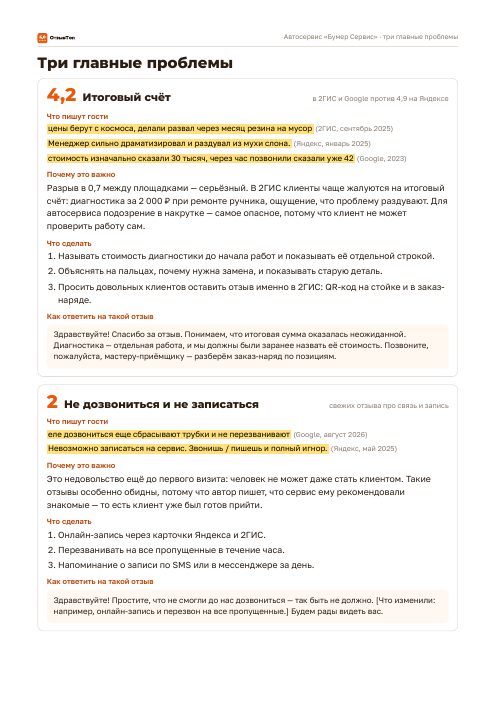 4,8 ОтзывТоп
Автосервис «Бумер Сервис» · три главные проблемы
Три главные проблемы
4,2 Итоговый счёт
в 2ГИС и Google против 4,9 на Яндексе
Что пишут гости
цены берут с космоса, делали развал через месяц резина на мусор (2ГИС, сентябрь 2025)
Менеджер сильно драматизировал и раздувал из мухи слона. (Яндекс, январь 2025)
стоимость изначально сказали 30 тысяч, через час позвонили сказали уже 42 (Google, 2023)
Почему это важно
Разрыв в 0,7 между площадками — серьёзный. В 2ГИС клиенты чаще жалуются на итоговый
счёт: диагностика за 2 000 ₽ при ремонте ручника, ощущение, что проблему раздувают. Для
автосервиса подозрение в накрутке — самое опасное, потому что клиент не может
проверить работу сам.
Что сделать
1. Называть стоимость диагностики до начала работ и показывать её отдельной строкой.
2. Объяснять на пальцах, почему нужна замена, и показывать старую деталь.
3. Просить довольных клиентов оставить отзыв именно в 2ГИС: QR-код на стойке и в заказ-
наряде.
Как ответить на такой отзыв
Здравствуйте! Спасибо за отзыв. Понимаем, что итоговая сумма оказалась неожиданной.
Диагностика — отдельная работа, и мы должны были заранее назвать её стоимость. Позвоните,
пожалуйста, мастеру-приёмщику — разберём заказ-наряд по позициям.
2 Не дозвониться и не записаться
свежих отзыва про связь и запись
Что пишут гости
еле дозвониться еще сбрасывают трубки и не перезванивают (Google, август 2026)
Невозможно записаться на сервис. Звонишь / пишешь и полный игнор. (Яндекс, май 2025)
Почему это важно
Это недовольство ещё до первого визита: человек не может даже стать клиентом. Такие
отзывы особенно обидны, потому что автор пишет, что сервис ему рекомендовали
знакомые — то есть клиент уже был готов прийти.
Что сделать
1. Онлайн-запись через карточки Яндекса и 2ГИС.
2. Перезванивать на все пропущенные в течение часа.
3. Напоминание о записи по SMS или в мессенджере за день.
Как ответить на такой отзыв
Здравствуйте! Простите, что не смогли до нас дозвониться — так быть не должно. [Что изменили:
например, онлайн-запись и перезвон на все пропущенные.] Будем рады видеть вас.